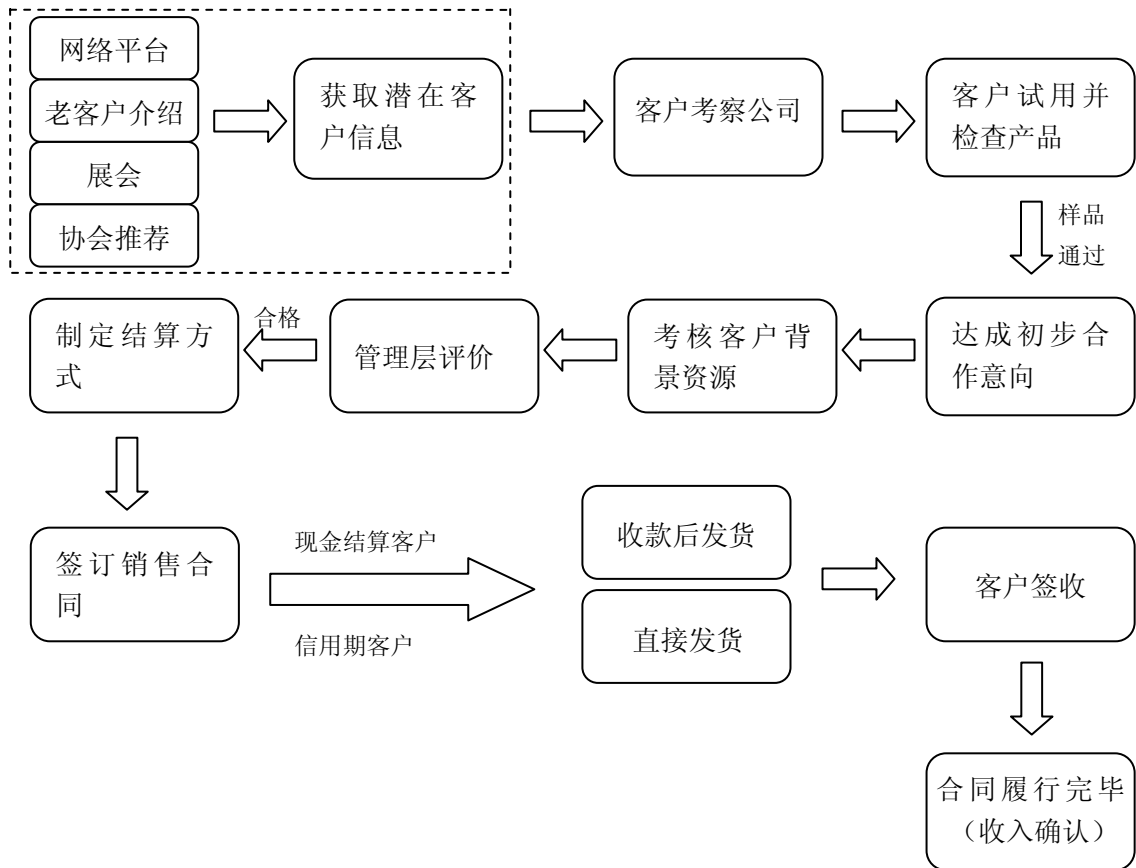 网络平台
老客户介绍
展会
协会推荐
获取潜在客
户信息
客户考察公司
客户试用并
检查产品
样品
通过
达成初步合
作意向
考核客户背
景资源
管理层评价
合格
制定结算方
式
签订销售合
同
现金结算客户
信用期客户
收款后发货
直接发货
客户签收
合同履行完毕
（收入确认）